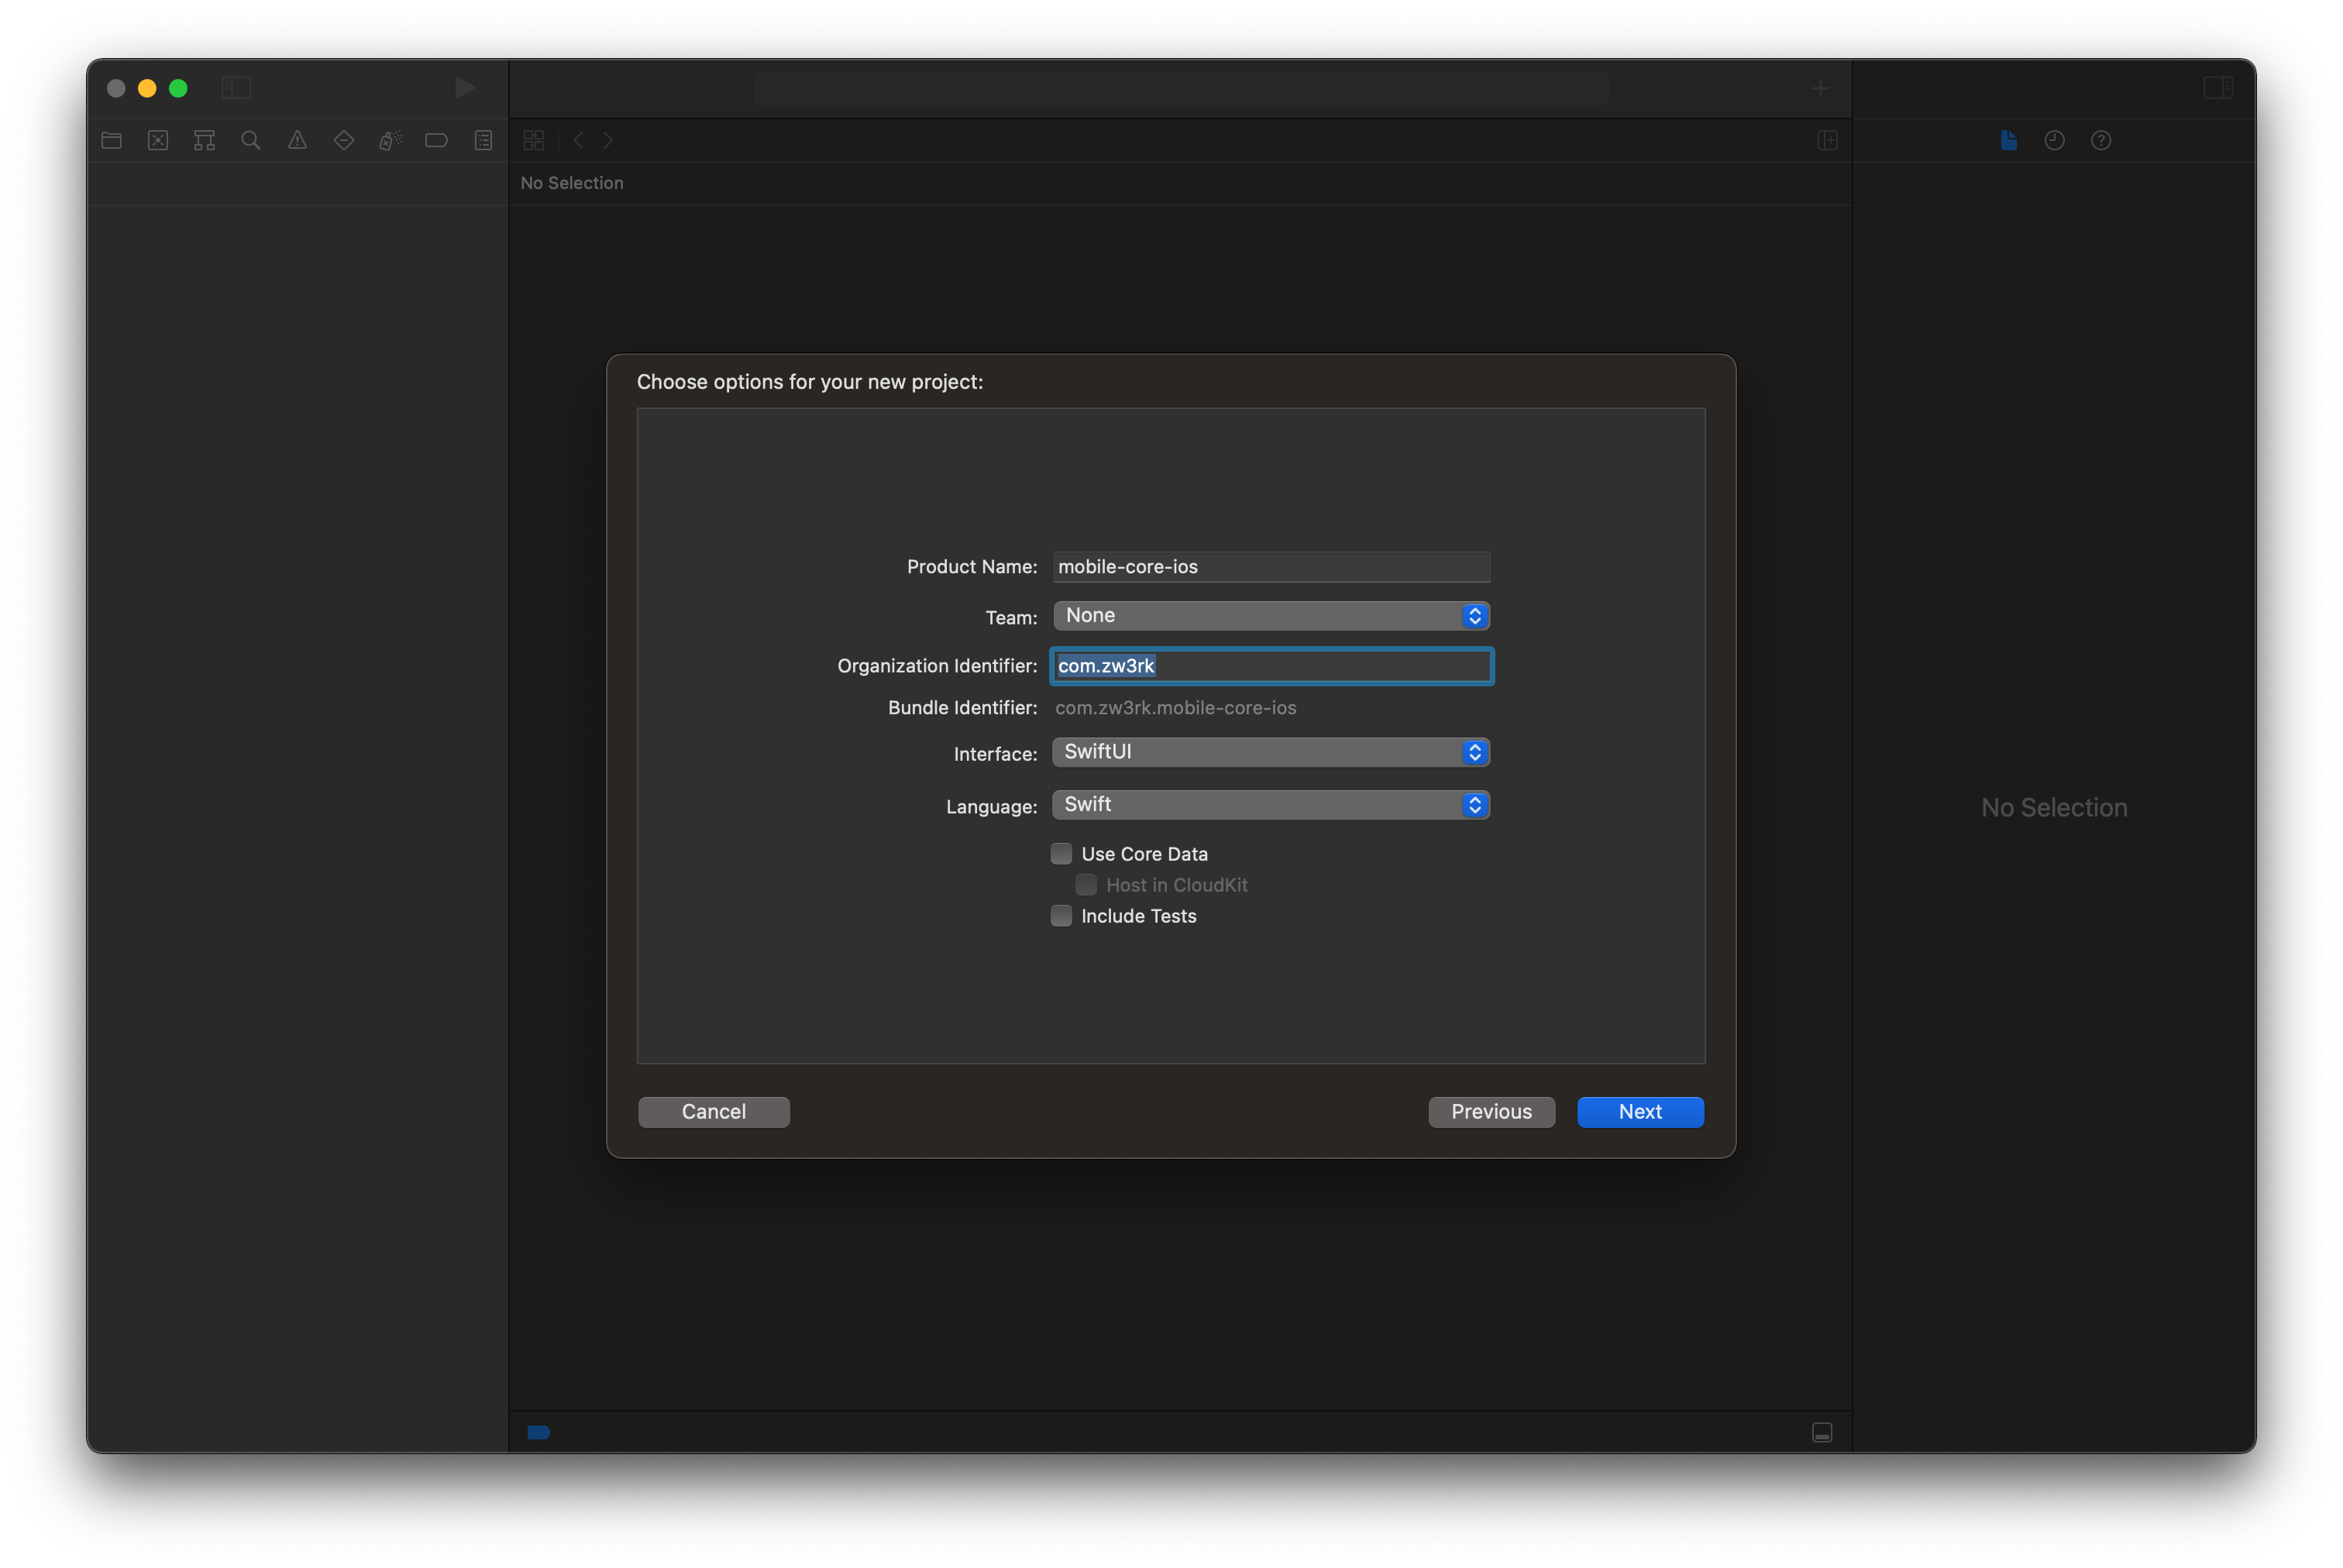 No Selection
Choose options for your new project:
Product Name: mobile-core-ios
Team: None
Organization Identifier: com.zw3rk
Bundle Identifier: com.zw3rk.mobile-core-ios
Interface: SwiftUI
Language: Swift
Use Core Data
Host in CloudKit
Include Tests
Cancel Previous Next
No Selection